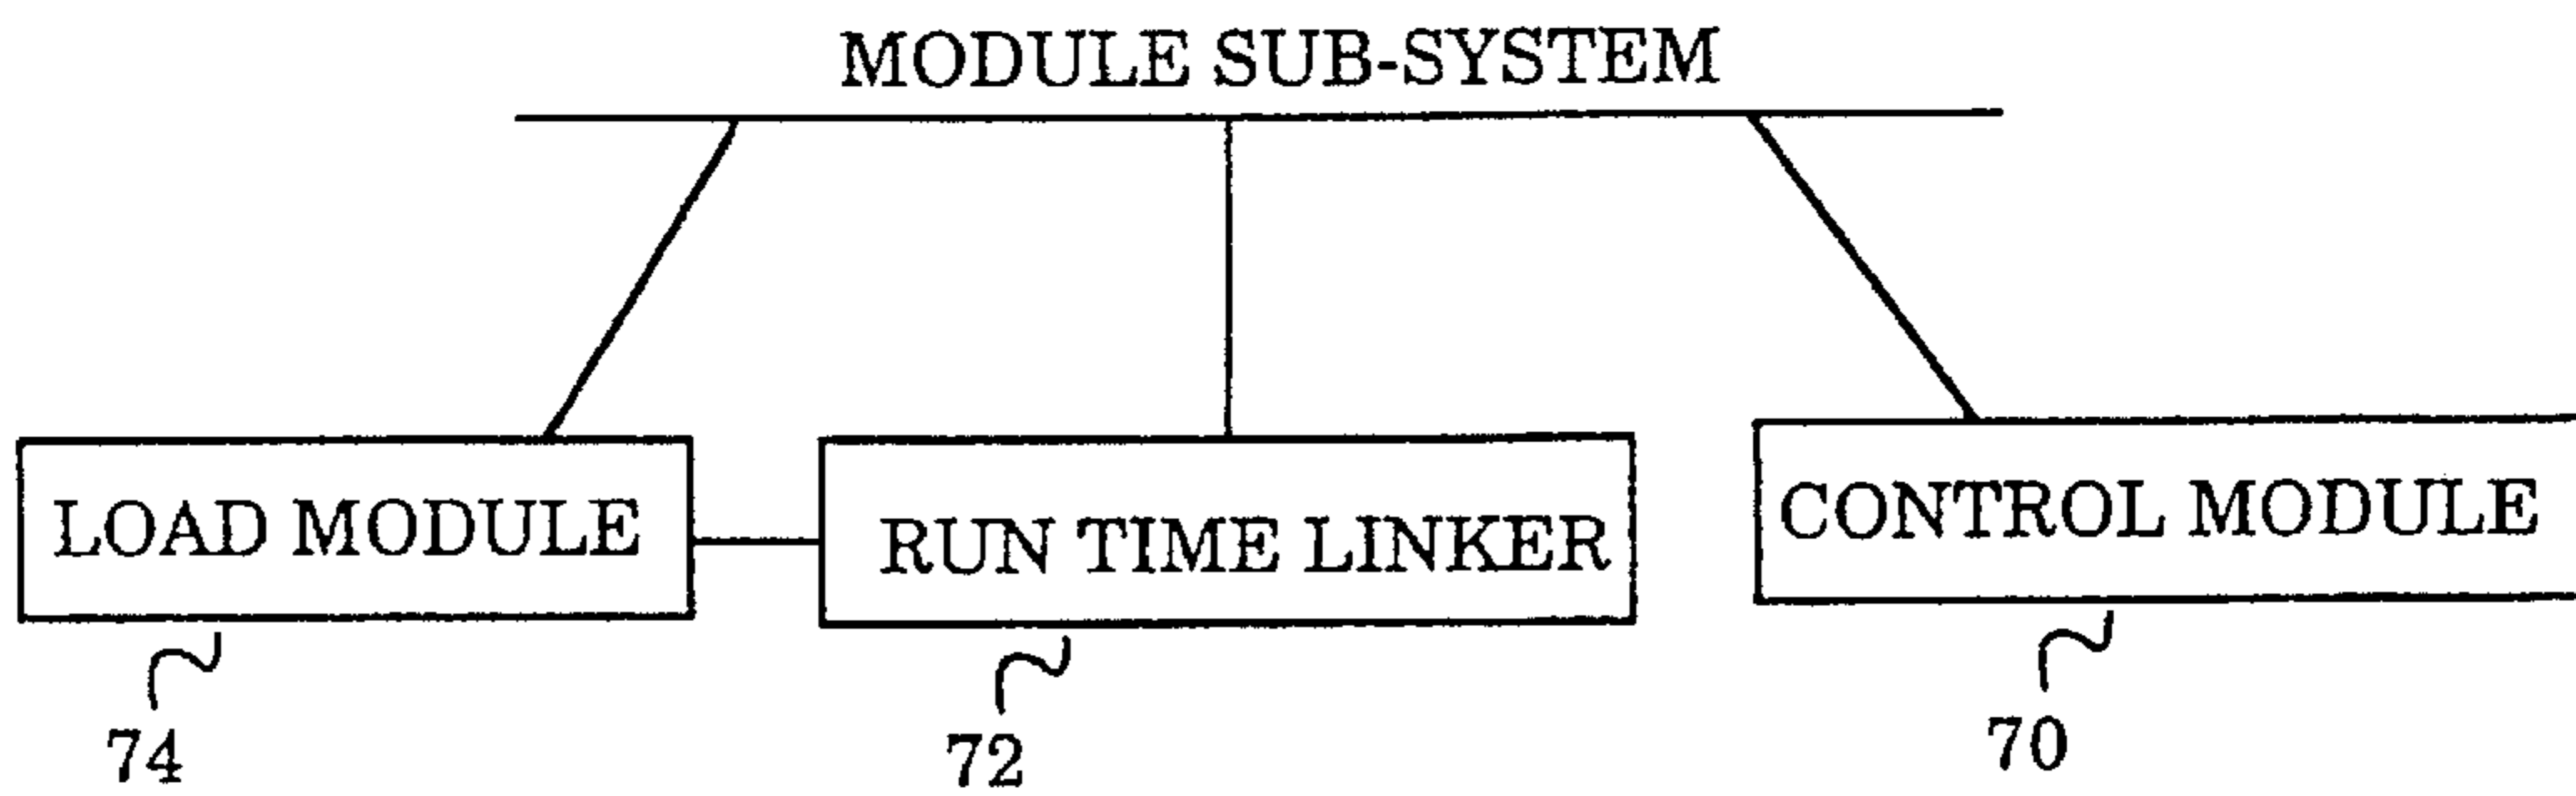 MODULE SUB-SYSTEM
LOAD MODULE
RUN TIME LINKER
CONTROL MODULE
74
72
70